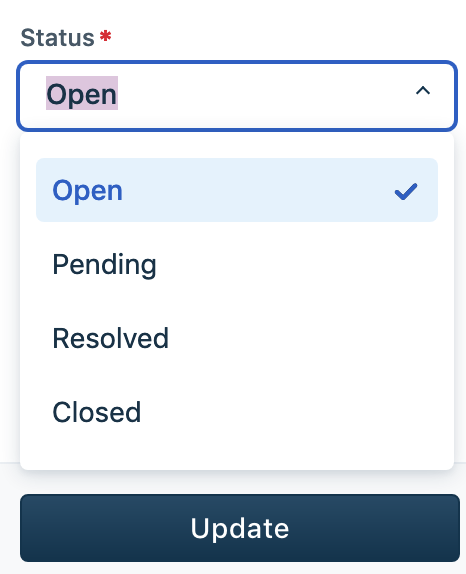 Status *
Open
Open
Pending
Resolved
Closed
Update